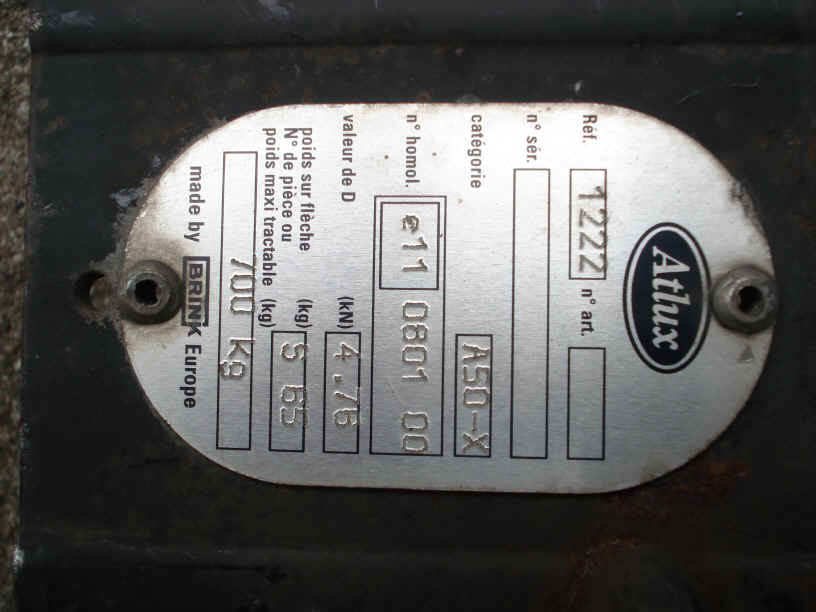 Atlux
Réf. 1222 n° art.
n° sér.
catégorie A50-X
n° homol. e11 0801 00
valeur de D (kN) 4.76
poids sur flèche (kg) S 65
N° de pièce ou
poids maxi tractable (kg)
700 kg
made by BRINK Europe